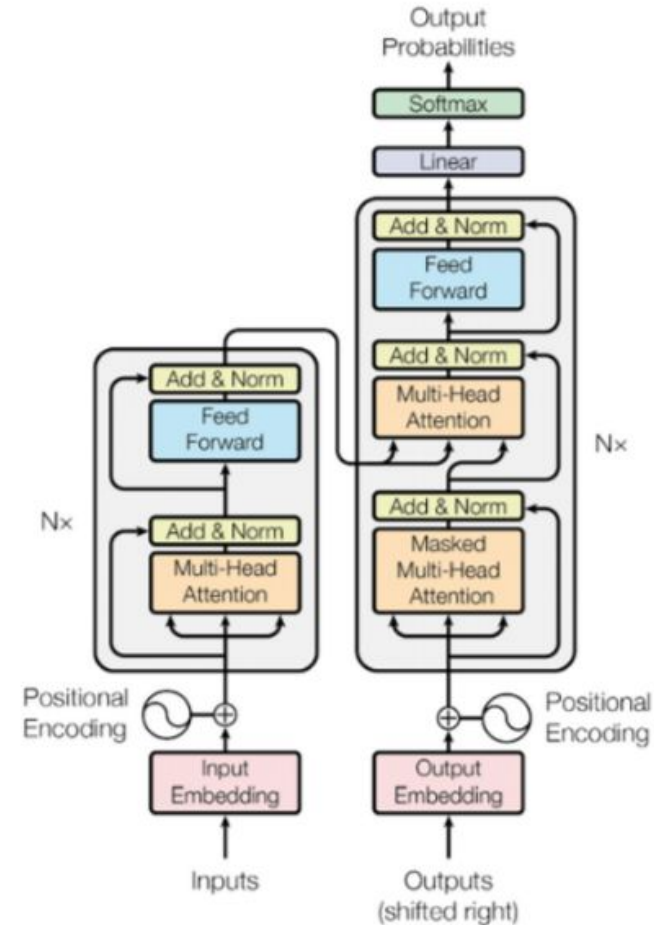 Output
Probabilities
Softmax
Linear
Add & Norm
Feed
Forward
Add & Norm
Multi-Head
Attention
Add & Norm
Masked
Multi-Head
Attention
Nx
Add & Norm
Feed
Forward
Add & Norm
Multi-Head
Attention
Nx
Positional
Encoding
Positional
Encoding
Input
Embedding
Output
Embedding
Inputs
Outputs
(shifted right)